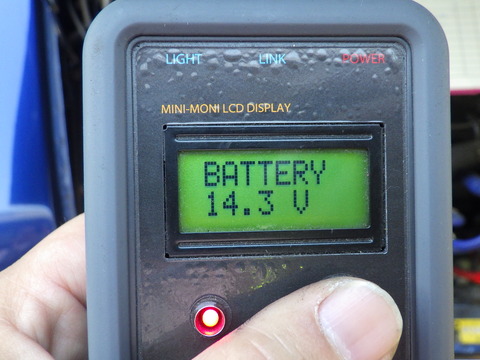 LIGHT LINK POWER
MINI-MONI LCD DISPLAY
BATTERY
14.3 V